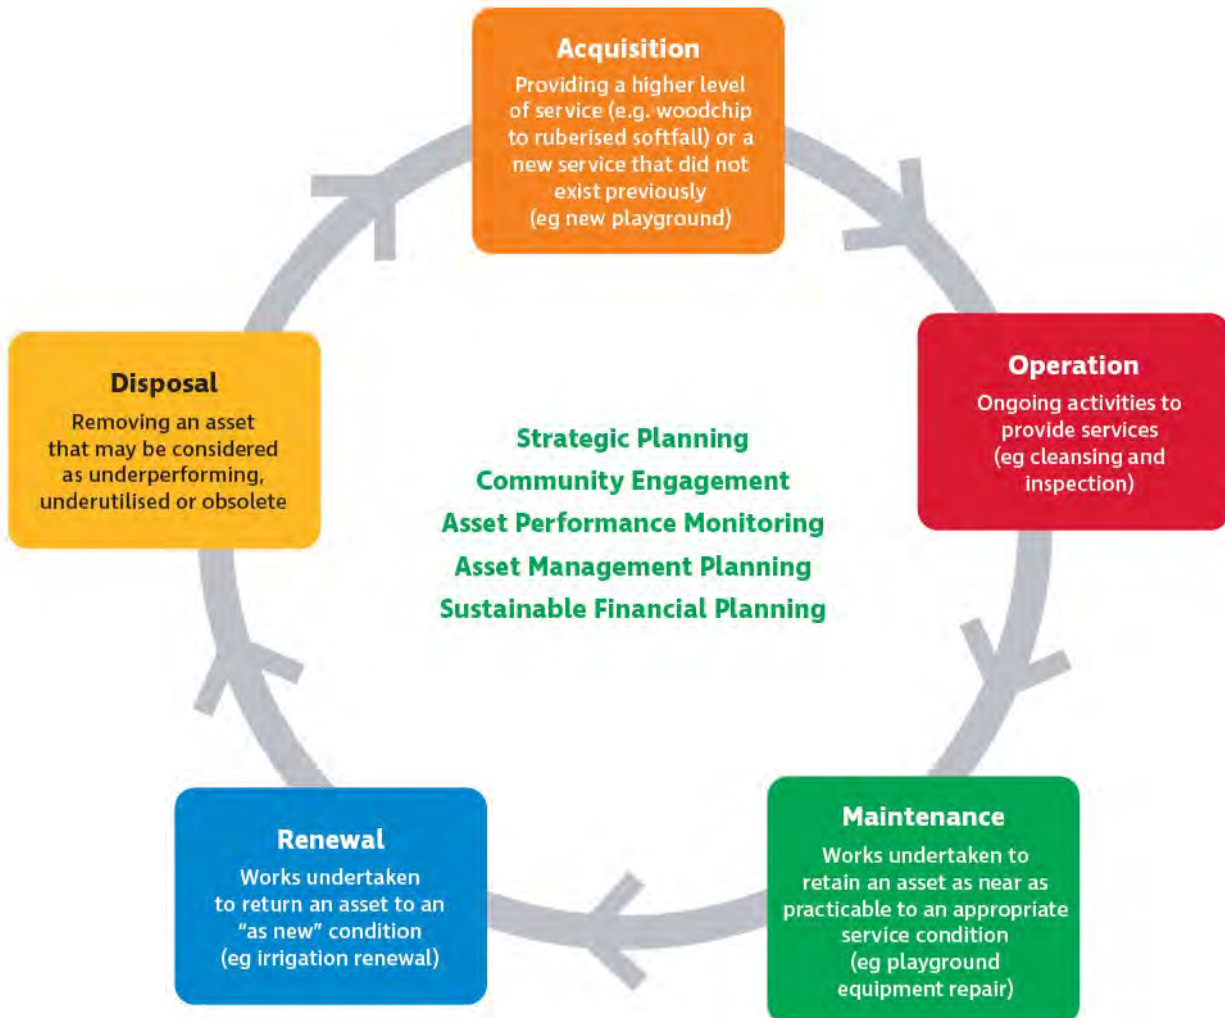 Acquisition
Providing a higher level
of service (e.g. woodchip
to ruberised softfall) or a
new service that did not
exist previously
(eg new playground)
Operation
Ongoing activities to
provide services
(eg cleansing and
inspection)
Disposal
Removing an asset
that may be considered
as underperforming,
underutilised or obsolete
Strategic Planning
Community Engagement
Asset Performance Monitoring
Asset Management Planning
Sustainable Financial Planning
Maintenance
Works undertaken to
retain an asset as near as
practicable to an appropriate
service condition
(eg playground
equipment repair)
Renewal
Works undertaken
to return an asset to an
“as new” condition
(eg irrigation renewal)